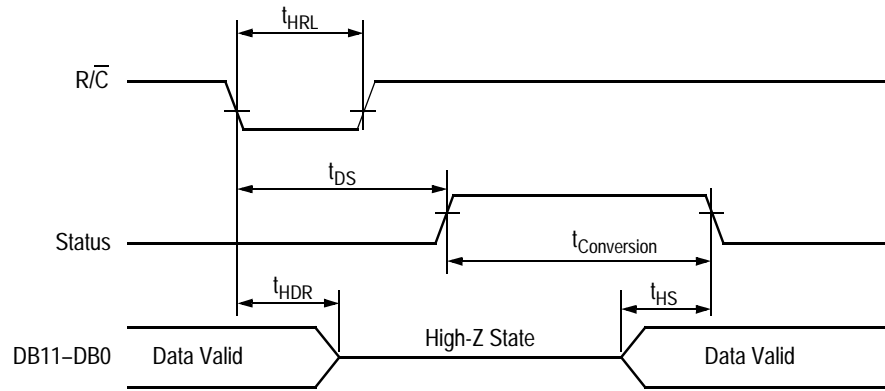 tHRL
R/C̅
tDS
Status
tConversion
tHDR
tHS
DB11–DB0
Data Valid
High-Z State
Data Valid